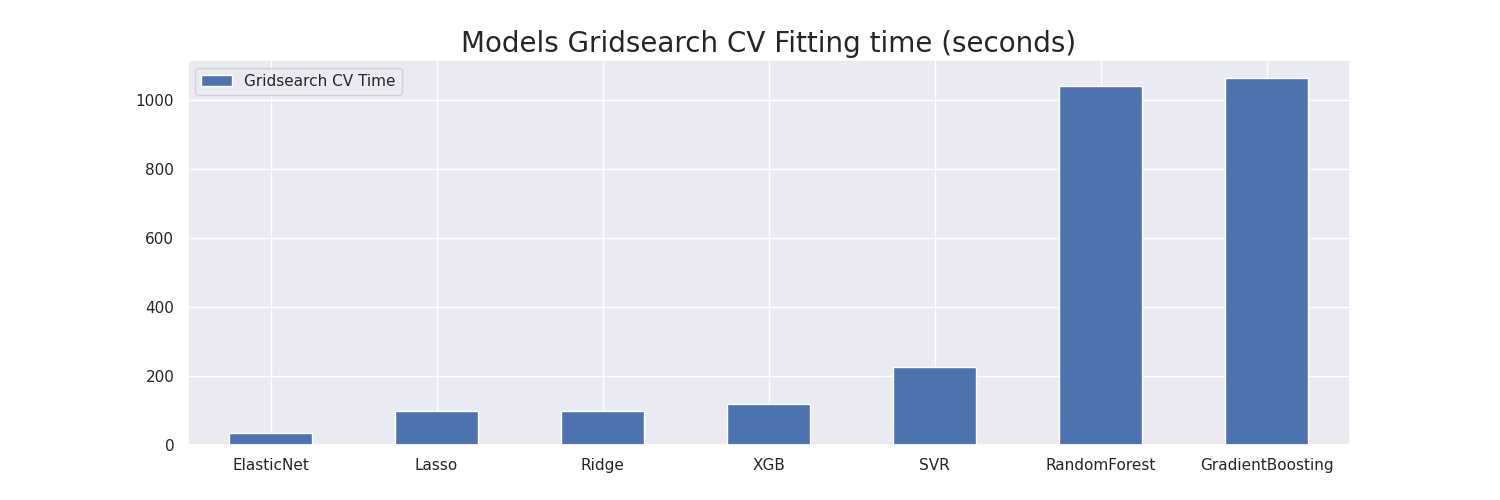 Models Gridsearch CV Fitting time (seconds)
Gridsearch CV Time
1000
800
600
400
200
0
ElasticNet Lasso Ridge XGB SVR RandomForest GradientBoosting